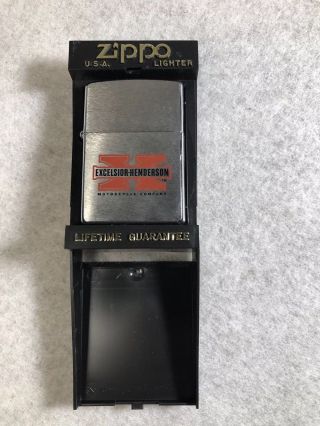 Zippo
U.S.A. LIGHTER
EXCELSIOR-HENDERSON
MOTORCYCLE COMPANY
LIFETIME GUARANTEE